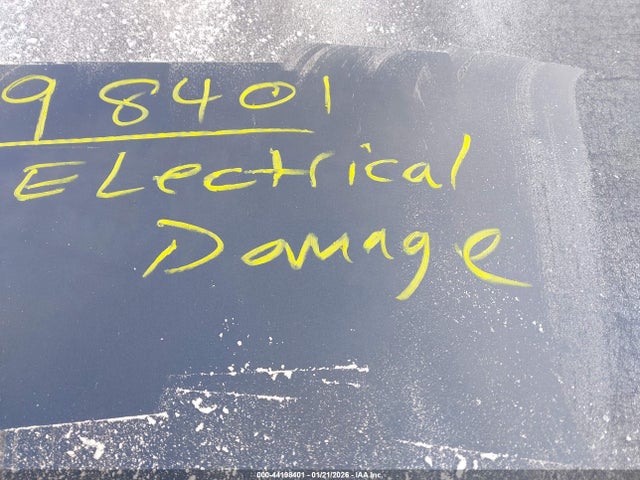 98401
ELectrical
Damage
000-44198401 - 01/21/2026 - IAA Inc.